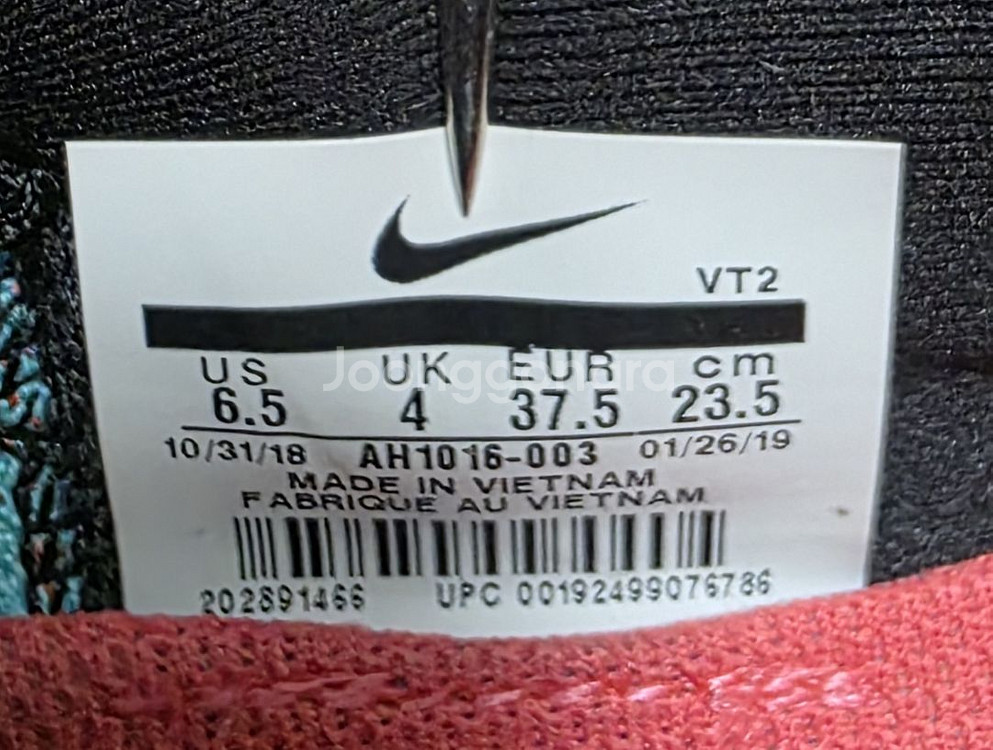 VT2
US UK EUR cm
6.5 4 37.5 23.5
10/31/18 AH1016-003 01/26/19
MADE IN VIETNAM
FABRIQUE AU VIETNAM
202891466 UPC 00192499076786
Joonggonara